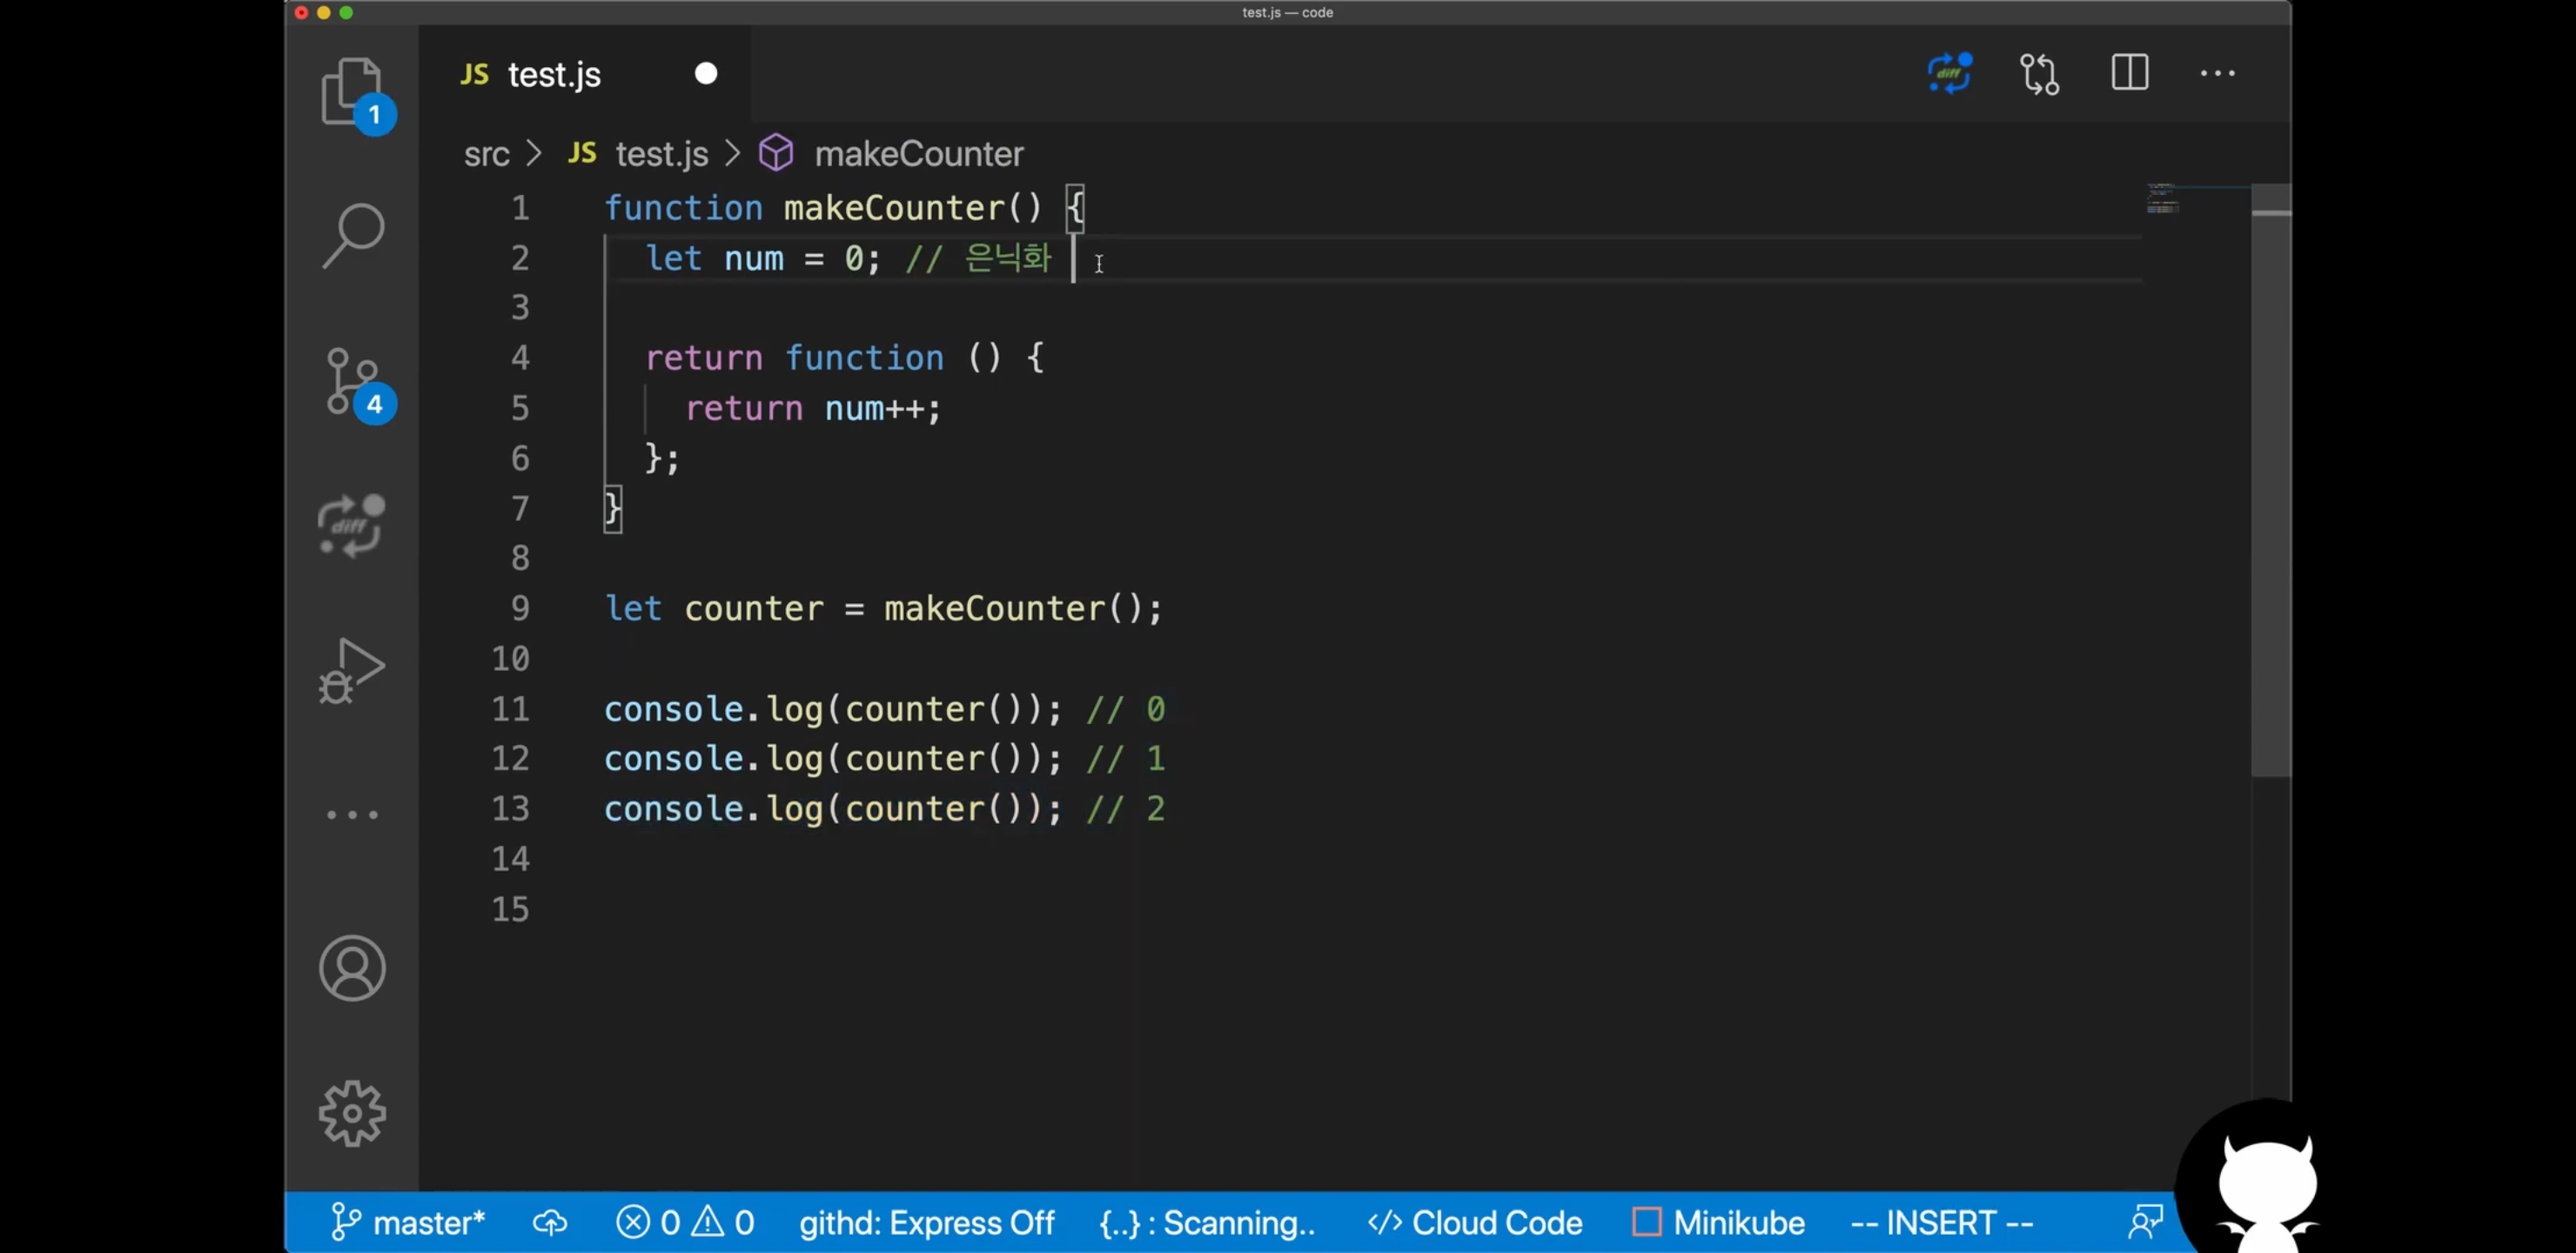 test.js — code
JS test.js
1
diff
src > JS test.js > makeCounter
1 function makeCounter() {
2 let num = 0; // 은닉화
3
4 return function () {
4
5 return num++;
6 };
diff
7 }
8
9 let counter = makeCounter();
10
11 console.log(counter()); // 0
12 console.log(counter()); // 1
13 console.log(counter()); // 2
14
15
master* 0 0 githd: Express Off {..} : Scanning.. </> Cloud Code Minikube -- INSERT --